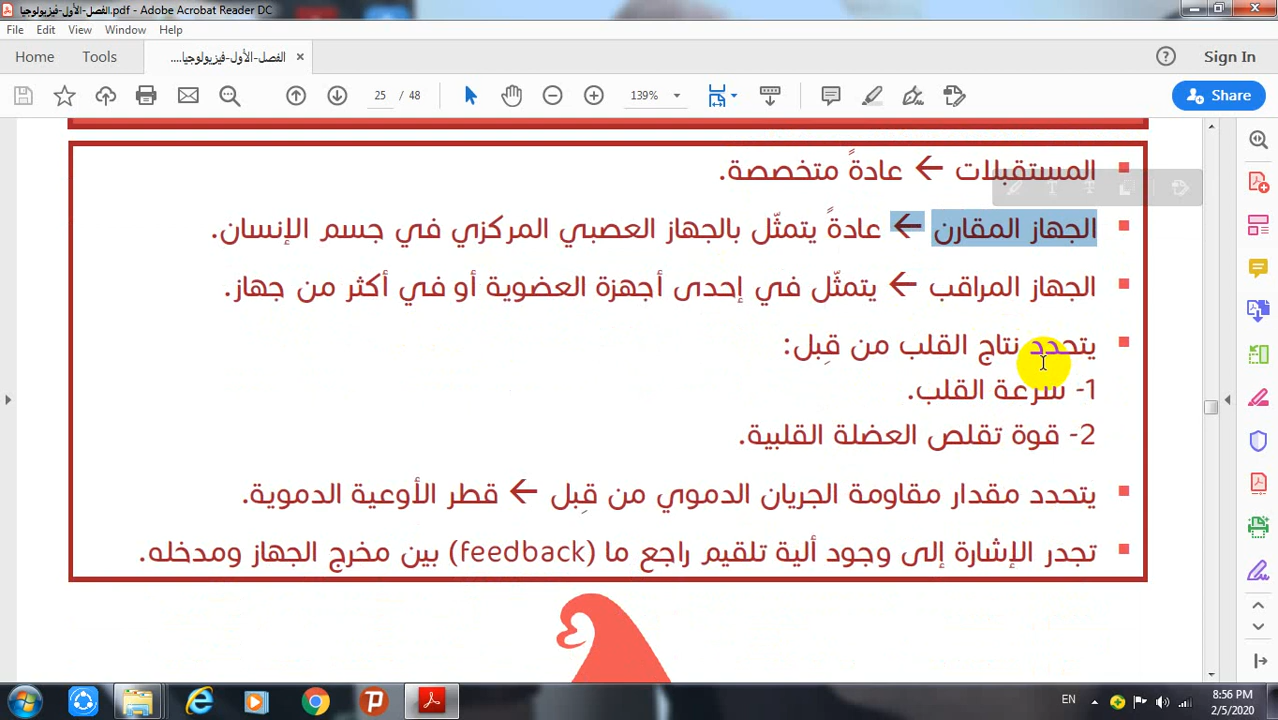 الفصل-الأول-فيزيولوجيا.pdf - Adobe Acrobat Reader DC
File Edit View Window Help
Home Tools الفصل-الأول-فيزيولوجيا.... × Sign In
25 / 48 139% Share
المستقبلات ← عادةً متخصصة.
الجهاز المقارن ← عادةً يتمثّل بالجهاز العصبي المركزي في جسم الإنسان.
الجهاز المراقب ← يتمثّل في إحدى أجهزة العضوية أو في أكثر من جهاز.
يتحدد نتاج القلب من قِبل:
1- سرعة القلب.
2- قوة تقلص العضلة القلبية.
يتحدد مقدار مقاومة الجريان الدموي من قِبل ← قطر الأوعية الدموية.
تجدر الإشارة إلى وجود ألية تلقيم راجع ما (feedback) بين مخرج الجهاز ومدخله.
EN 8:56 PM
2/5/2020